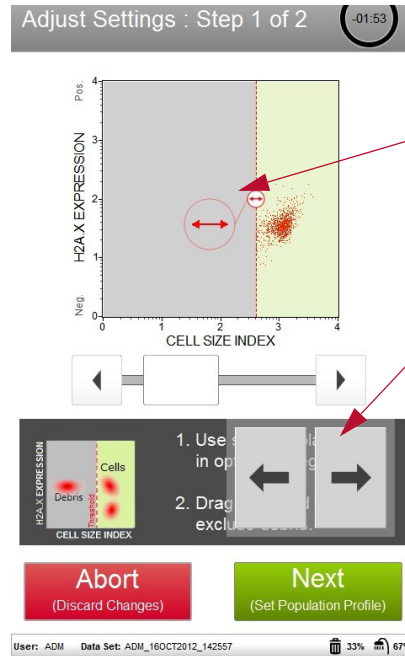 Adjust Settings : Step 1 of 2
-01:53
Pos.
4
3
2
1
0
Neg.
H2A.X EXPRESSION
0 1 2 3 4
CELL SIZE INDEX
1. Use
in
2. Drag
debris.
H2A.X EXPRESSION
Debris
Threshold
Cells
CELL SIZE INDEX
Abort
(Discard Changes)
Next
(Set Population Profile)
User: ADM Data Set: ADM_16OCT2012_142557 33% 67%